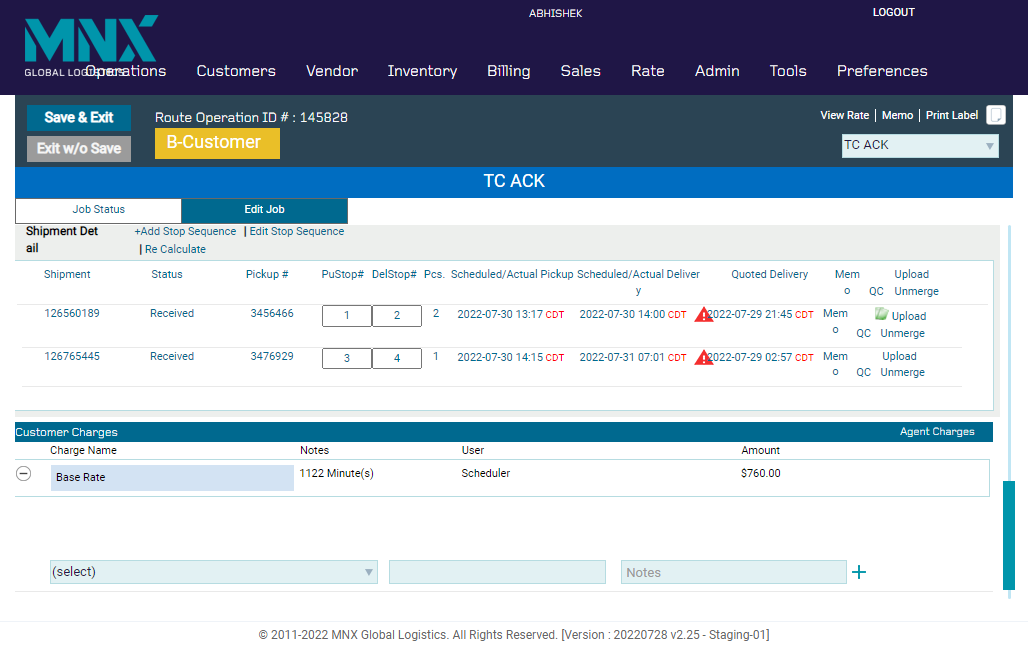 ABHISHEK
LOGOUT
MNX
GLOBAL LOGISTICS
Operations Customers Vendor Inventory Billing Sales Rate Admin Tools Preferences
Save & Exit
Route Operation ID # : 145828
View Rate | Memo | Print Label
Exit w/o Save
B-Customer
TC ACK
TC ACK
Job Status Edit Job
Shipment Det
ail
+Add Stop Sequence | Edit Stop Sequence
| Re Calculate
Shipment Status Pickup # PuStop# DelStop# Pcs. Scheduled/Actual Pickup Scheduled/Actual Deliver
y Quoted Delivery Mem
o QC Upload
Unmerge
126560189 Received 3456466 1 2 2 2022-07-30 13:17 CDT 2022-07-30 14:00 CDT 2022-07-29 21:45 CDT Mem
o QC Upload
Unmerge
126765445 Received 3476929 3 4 1 2022-07-30 14:15 CDT 2022-07-31 07:01 CDT 2022-07-29 02:57 CDT Mem
o QC Upload
Unmerge
Customer Charges Agent Charges
Charge Name Notes User Amount
Base Rate 1122 Minute(s) Scheduler $760.00
(select) Notes
© 2011-2022 MNX Global Logistics. All Rights Reserved. [Version : 20220728 v2.25 - Staging-01]